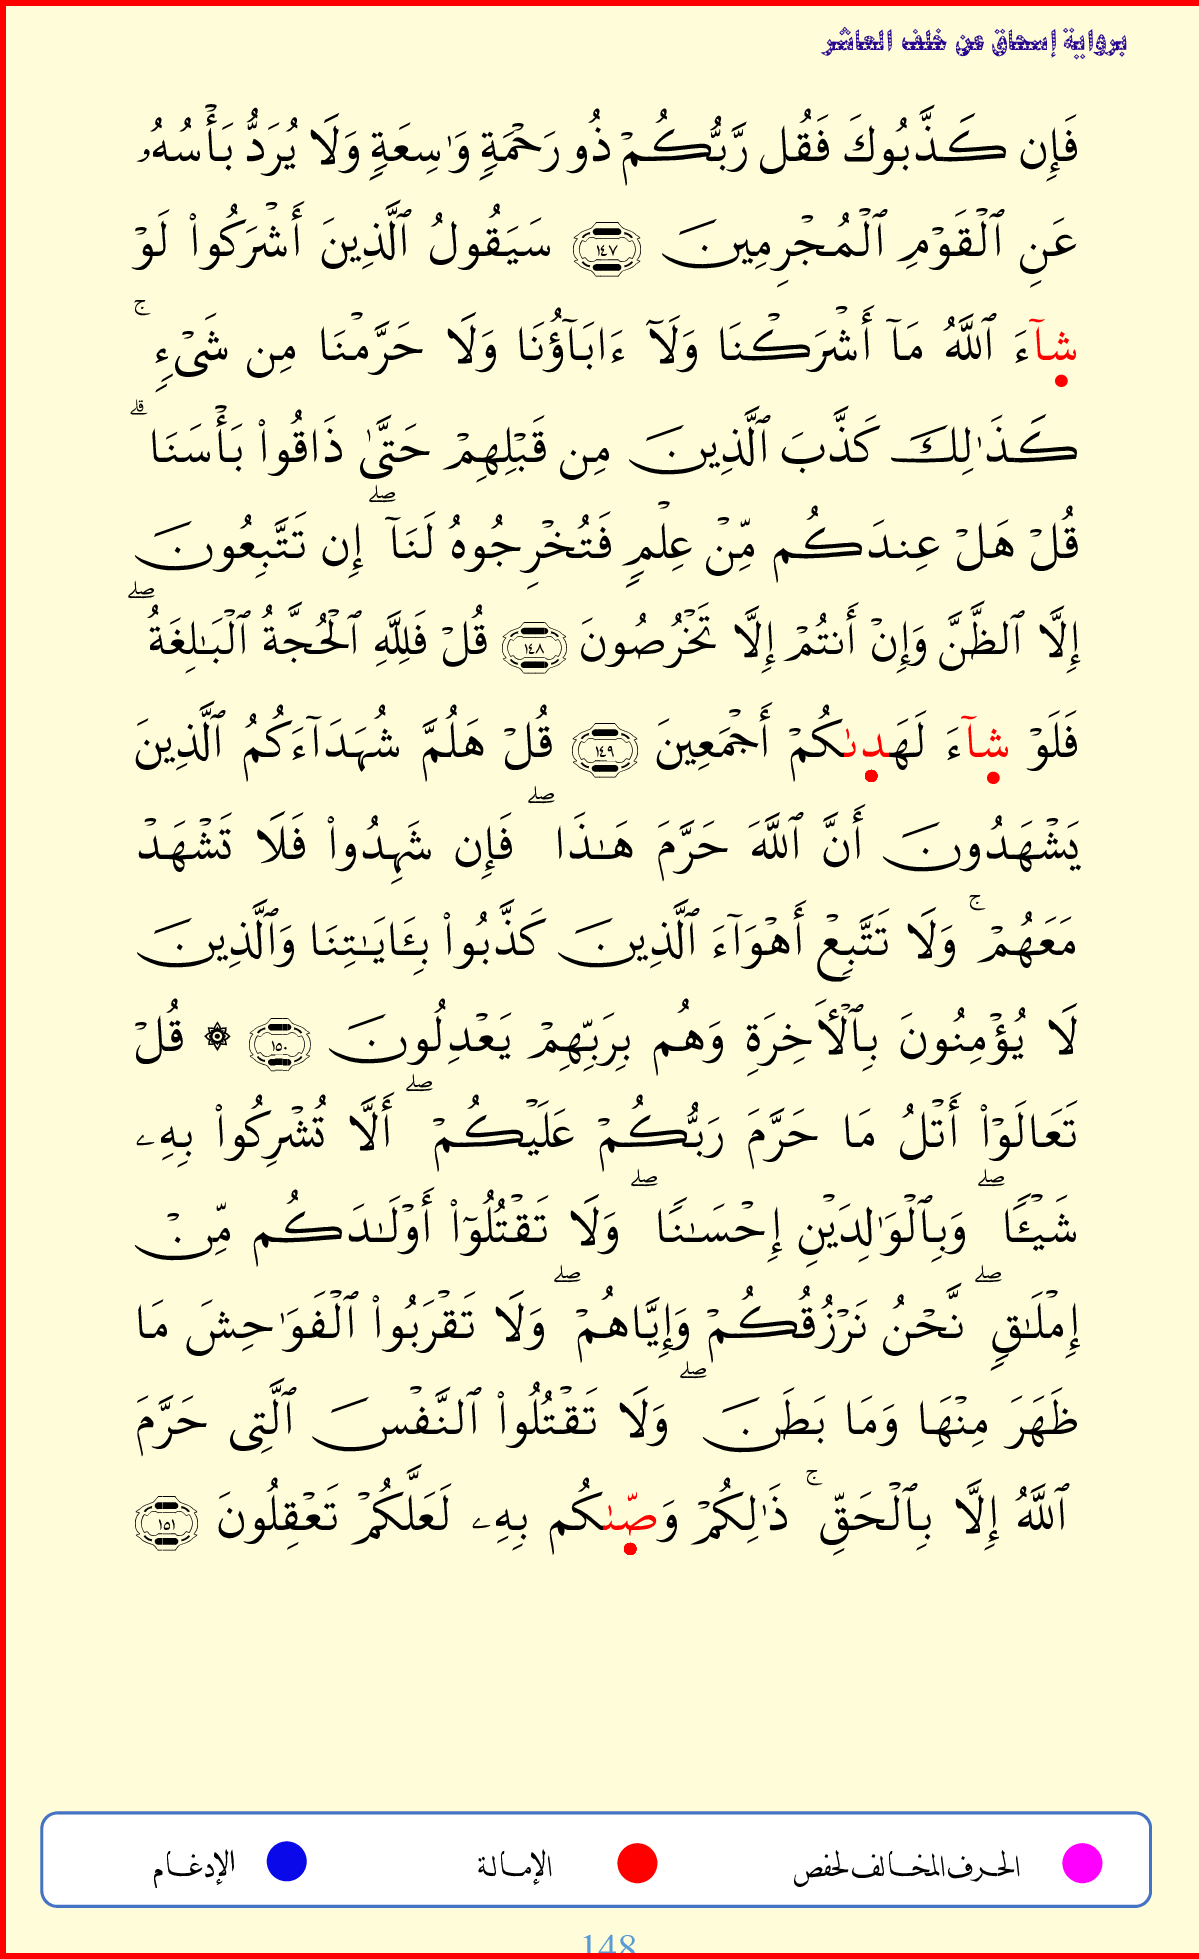 برواية إسحاق عن خلف العاشر
فَإِن كَذَّبُوكَ فَقُل رَّبُّكُمۡ ذُو رَحۡمَةٖ وَٰسِعَةٖ وَلَا يُرَدُّ بَأۡسُهُۥ
عَنِ ٱلۡقَوۡمِ ٱلۡمُجۡرِمِينَ ١٤٧ سَيَقُولُ ٱلَّذِينَ أَشۡرَكُواْ لَوۡ
شآءَ ٱللَّهُ مَآ أَشۡرَكۡنَا وَلَآ ءَابَآؤُنَا وَلَا حَرَّمۡنَا مِن شَيۡءٖۚ
كَذَٰلِكَ كَذَّبَ ٱلَّذِينَ مِن قَبۡلِهِمۡ حَتَّىٰ ذَاقُواْ بَأۡسَنَاۗ
قُلۡ هَلۡ عِندَكُم مِّنۡ عِلۡمٖ فَتُخۡرِجُوهُ لَنَآۖ إِن تَتَّبِعُونَ
إِلَّا ٱلظَّنَّ وَإِنۡ أَنتُمۡ إِلَّا تَخۡرُصُونَ ١٤٨ قُلۡ فَلِلَّهِ ٱلۡحُجَّةُ ٱلۡبَٰلِغَةُۖ
فَلَوۡ شآءَ لَهَدىٰكُمۡ أَجۡمَعِينَ ١٤٩ قُلۡ هَلُمَّ شُهَدَآءَكُمُ ٱلَّذِينَ
يَشۡهَدُونَ أَنَّ ٱللَّهَ حَرَّمَ هَٰذَاۖ فَإِن شَهِدُواْ فَلَا تَشۡهَدۡ
مَعَهُمۡۚ وَلَا تَتَّبِعۡ أَهۡوَآءَ ٱلَّذِينَ كَذَّبُواْ بِـَٔايَٰتِنَا وَٱلَّذِينَ
لَا يُؤۡمِنُونَ بِٱلۡأٓخِرَةِ وَهُم بِرَبِّهِمۡ يَعۡدِلُونَ ١٥٠ ۞ قُلۡ
تَعَالَوۡاْ أَتۡلُ مَا حَرَّمَ رَبُّكُمۡ عَلَيۡكُمۡۖ أَلَّا تُشۡرِكُواْ بِهِۦ
شَيۡـٔٗاۖ وَبِٱلۡوَٰلِدَيۡنِ إِحۡسَٰنٗاۖ وَلَا تَقۡتُلُوٓاْ أَوۡلَٰدَكُم مِّنۡ
إِمۡلَٰقٖۖ نَّحۡنُ نَرۡزُقُكُمۡ وَإِيَّاهُمۡۖ وَلَا تَقۡرَبُواْ ٱلۡفَوَٰحِشَ مَا
ظَهَرَ مِنۡهَا وَمَا بَطَنَۖ وَلَا تَقۡتُلُواْ ٱلنَّفۡسَ ٱلَّتِي حَرَّمَ
ٱللَّهُ إِلَّا بِٱلۡحَقِّۚ ذَٰلِكُمۡ وَصّىٰكُم بِهِۦ لَعَلَّكُمۡ تَعۡقِلُونَ ١٥١
الحرف المخالف لحفص
الإمالة
الإدغام
148